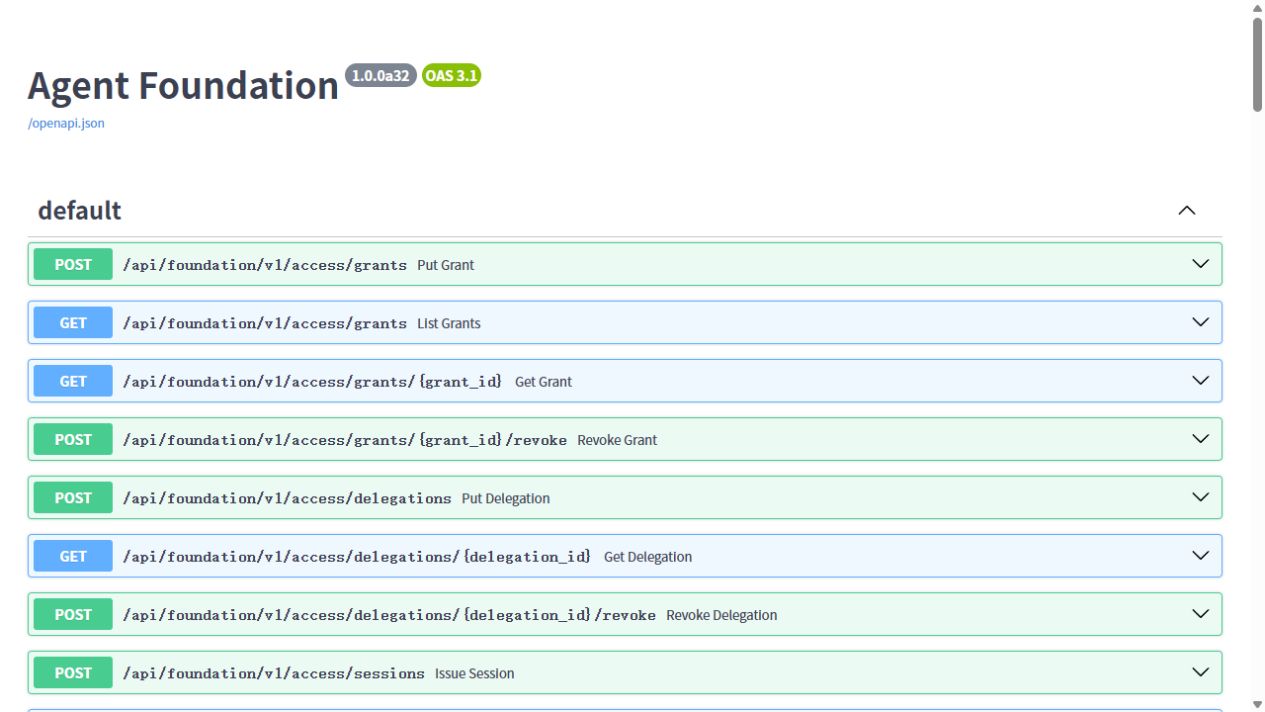 Agent Foundation 1.0.0a32 OAS 3.1
/openapi.json
default
POST /api/foundation/v1/access/grants Put Grant
GET /api/foundation/v1/access/grants List Grants
GET /api/foundation/v1/access/grants/{grant_id} Get Grant
POST /api/foundation/v1/access/grants/{grant_id}/revoke Revoke Grant
POST /api/foundation/v1/access/delegations Put Delegation
GET /api/foundation/v1/access/delegations/{delegation_id} Get Delegation
POST /api/foundation/v1/access/delegations/{delegation_id}/revoke Revoke Delegation
POST /api/foundation/v1/access/sessions Issue Session